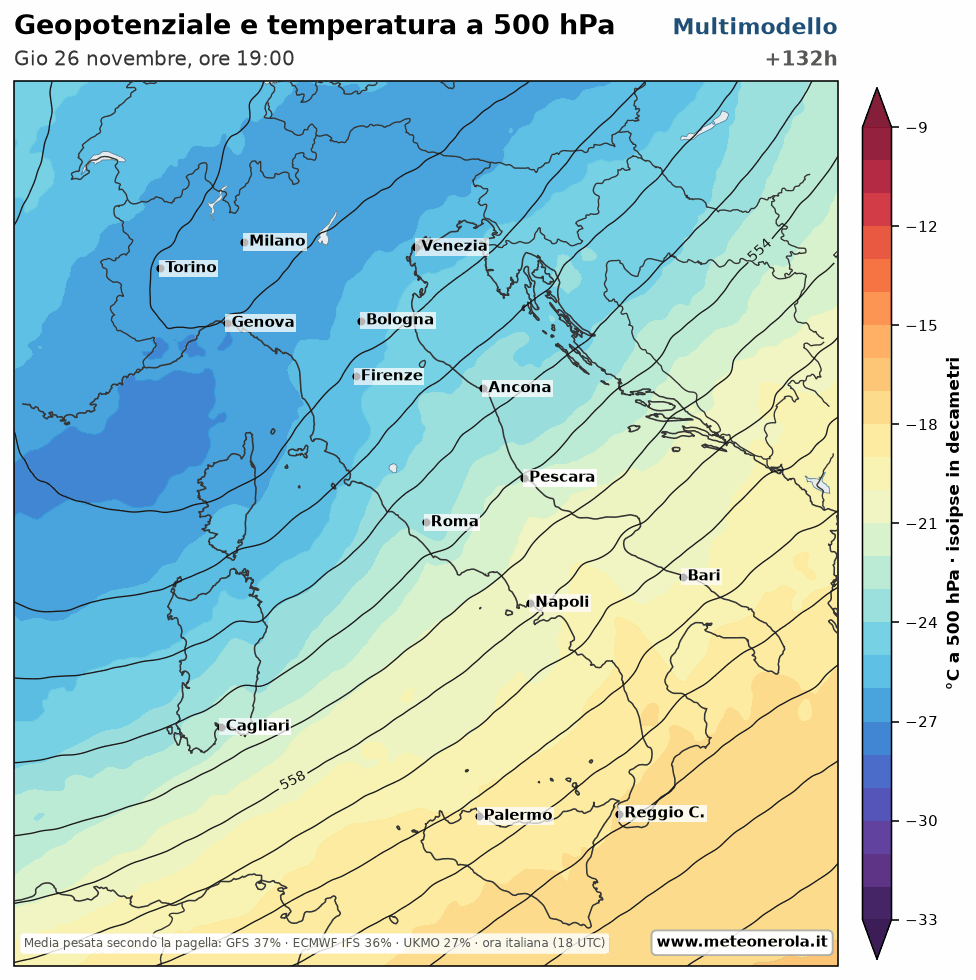 Geopotenziale e temperatura a 500 hPa
Multimodello
Gio 26 novembre, ore 19:00
+132h
Milano
Venezia
Torino
Genova
Bologna
Firenze
Ancona
Pescara
Roma
Bari
Napoli
Cagliari
Palermo
Reggio C.
554
558
−9
−12
−15
−18
−21
−24
−27
−30
−33
°C a 500 hPa · isoipse in decametri
Media pesata secondo la pagella: GFS 37% · ECMWF IFS 36% · UKMO 27% · ora italiana (18 UTC)
www.meteonerola.it